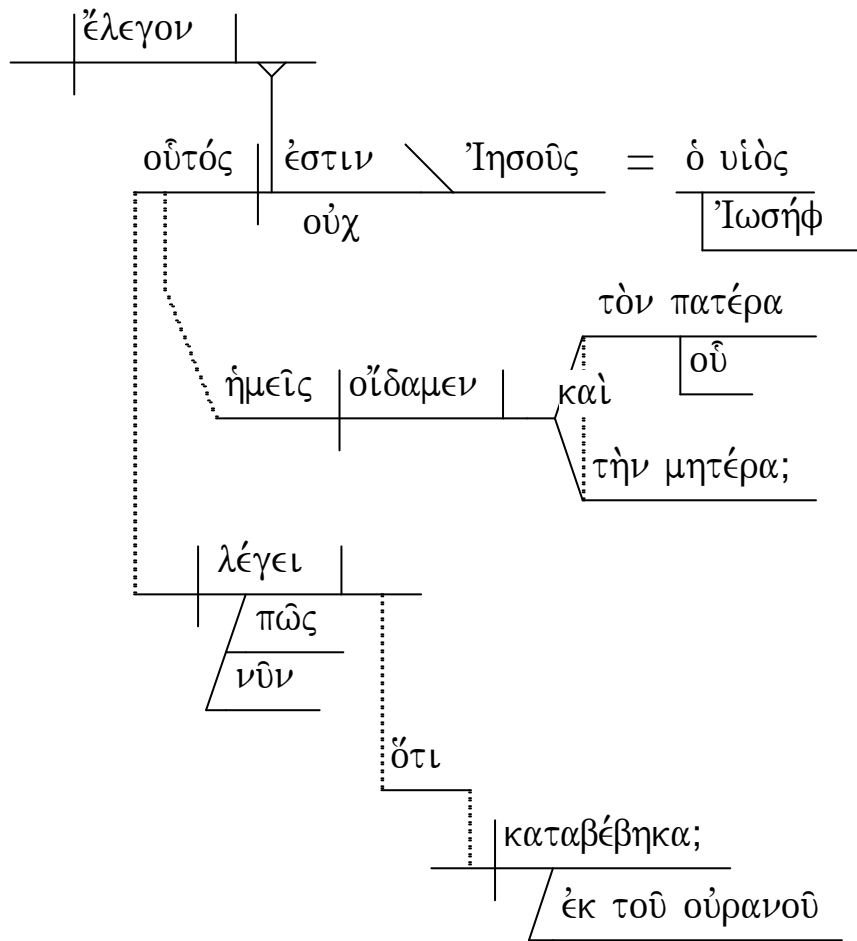 ἔλεγον
οὗτός ἐστιν Ἰησοῦς = ὁ υἱὸς
οὐχ Ἰωσήφ
τὸν πατέρα
οὗ
ἡμεῖς οἴδαμεν καὶ
τὴν μητέρα;
λέγει
πῶς
νῦν
ὅτι
καταβέβηκα;
ἐκ τοῦ οὐρανοῦ